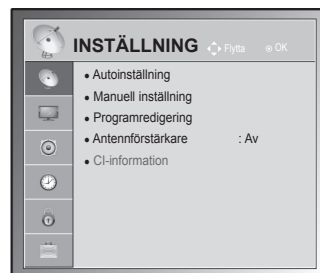 INSTÄLLNING Flytta OK
• Autoinställning
• Manuell inställning
• Programredigering
• Antennförstärkare : Av
• CI-information